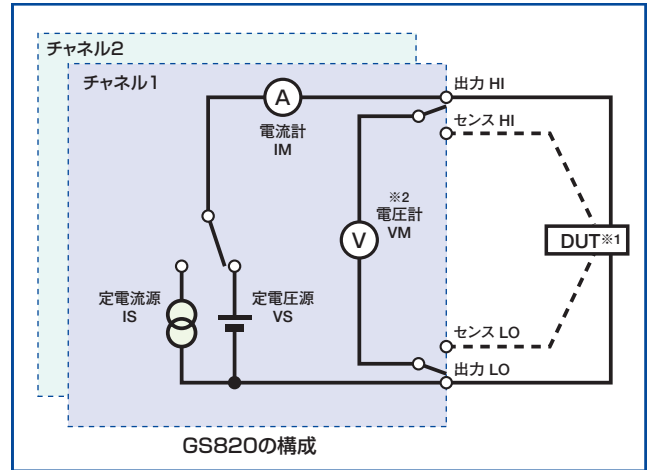 チャネル2
チャネル1
A
電流計
IM
出力 HI
センス HI
※2
電圧計
VM
V
DUT※1
定電流源
IS
定電圧源
VS
センス LO
出力 LO
GS820の構成